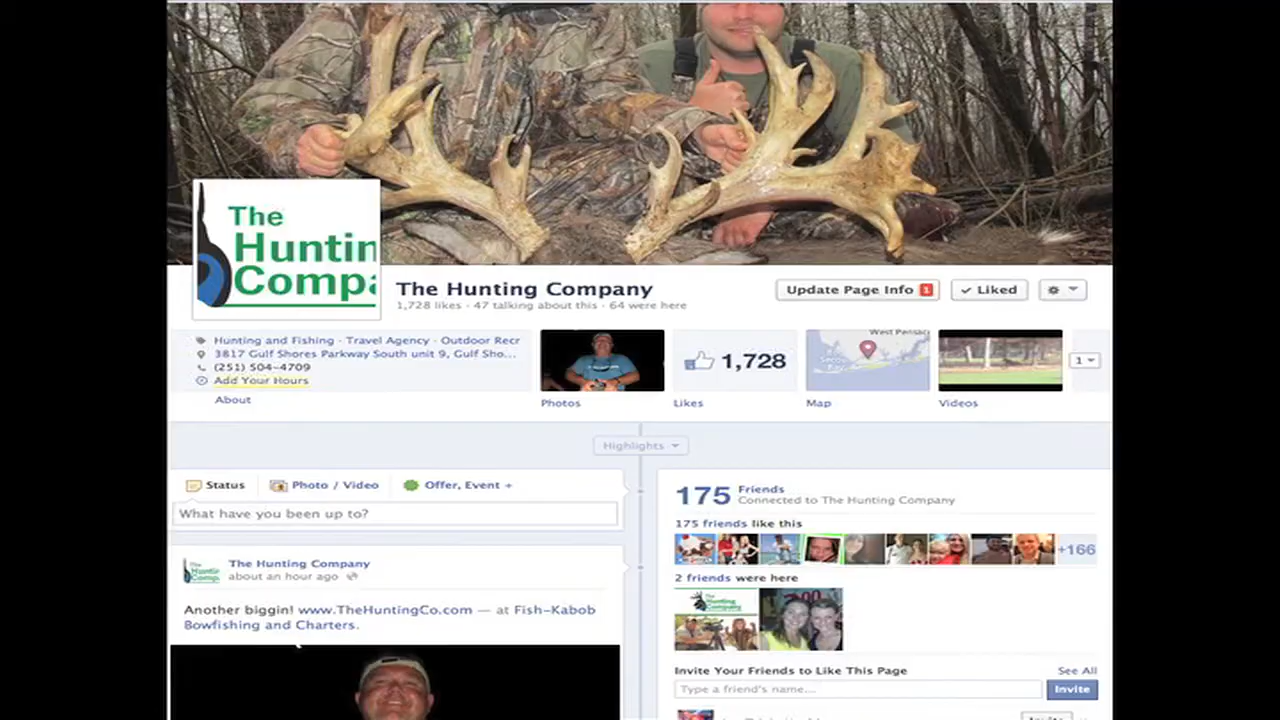 The
Huntin
Compa
The Hunting Company
1,728 likes · 47 talking about this · 64 were here
Update Page Info 1
Liked
Hunting and Fishing · Travel Agency · Outdoor Recr
3817 Gulf Shores Parkway South unit 9, Gulf Sho...
(251) 504-4709
Add Your Hours
About
Photos
1,728
Likes
West Pensac
Map
Videos
1
Highlights
Status
Photo / Video
Offer, Event +
What have you been up to?
The Hunting Company
about an hour ago
Another biggin! www.TheHuntingCo.com — at Fish-Kabob
Bowfishing and Charters.
175 Friends
Connected to The Hunting Company
175 friends like this
+166
2 friends were here
The
Hunting
Company
Invite Your Friends to Like This Page
See All
Type a friend's name...
Invite